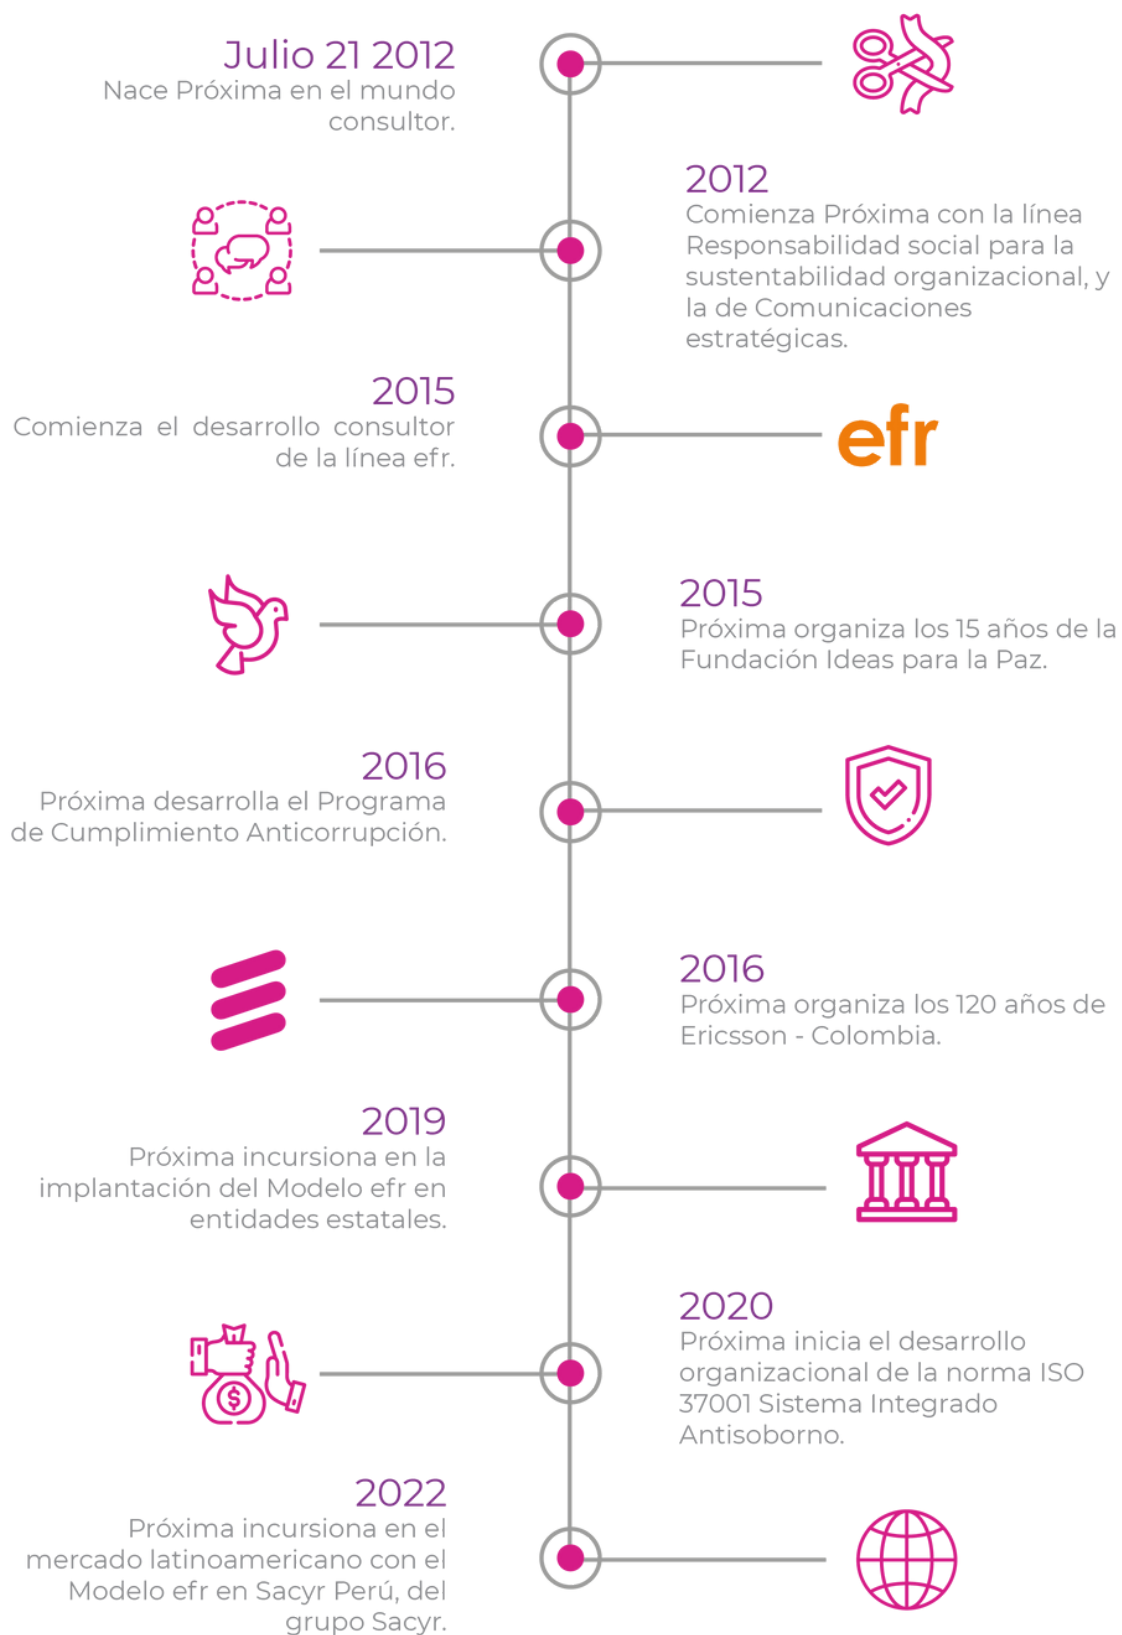 Julio 21 2012
Nace Próxima en el mundo
consultor.
2012
Comienza Próxima con la línea
Responsabilidad social para la
sustentabilidad organizacional, y
la de Comunicaciones
estratégicas.
2015
Comienza el desarrollo consultor
de la línea efr.
efr
2015
Próxima organiza los 15 años de la
Fundación Ideas para la Paz.
2016
Próxima desarrolla el Programa
de Cumplimiento Anticorrupción.
2016
Próxima organiza los 120 años de
Ericsson - Colombia.
2019
Próxima incursiona en la
implantación del Modelo efr en
entidades estatales.
2020
Próxima inicia el desarrollo
organizacional de la norma ISO
37001 Sistema Integrado
Antisoborno.
$
2022
Próxima incursiona en el
mercado latinoamericano con el
Modelo efr en Sacyr Perú, del
grupo Sacyr.